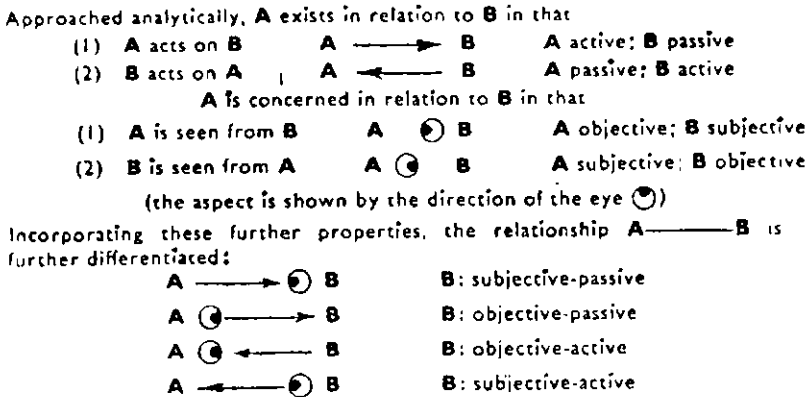 Approached analytically, A exists in relation to B in that
(1) A acts on B A B A active; B passive
(2) B acts on A A B A passive; B active
A is concerned in relation to B in that
(1) A is seen from B A B A objective; B subjective
(2) B is seen from A A B A subjective; B objective
(the aspect is shown by the direction of the eye )
Incorporating these further properties, the relationship A B is
further differentiated:
A B B: subjective-passive
A B B: objective-passive
A B B: objective-active
A B B: subjective-active